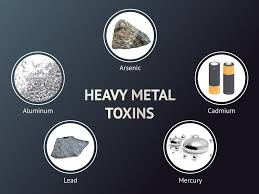 Arsenic
HEAVY METAL
TOXINS
Aluminum
Cadmium
Lead
Mercury